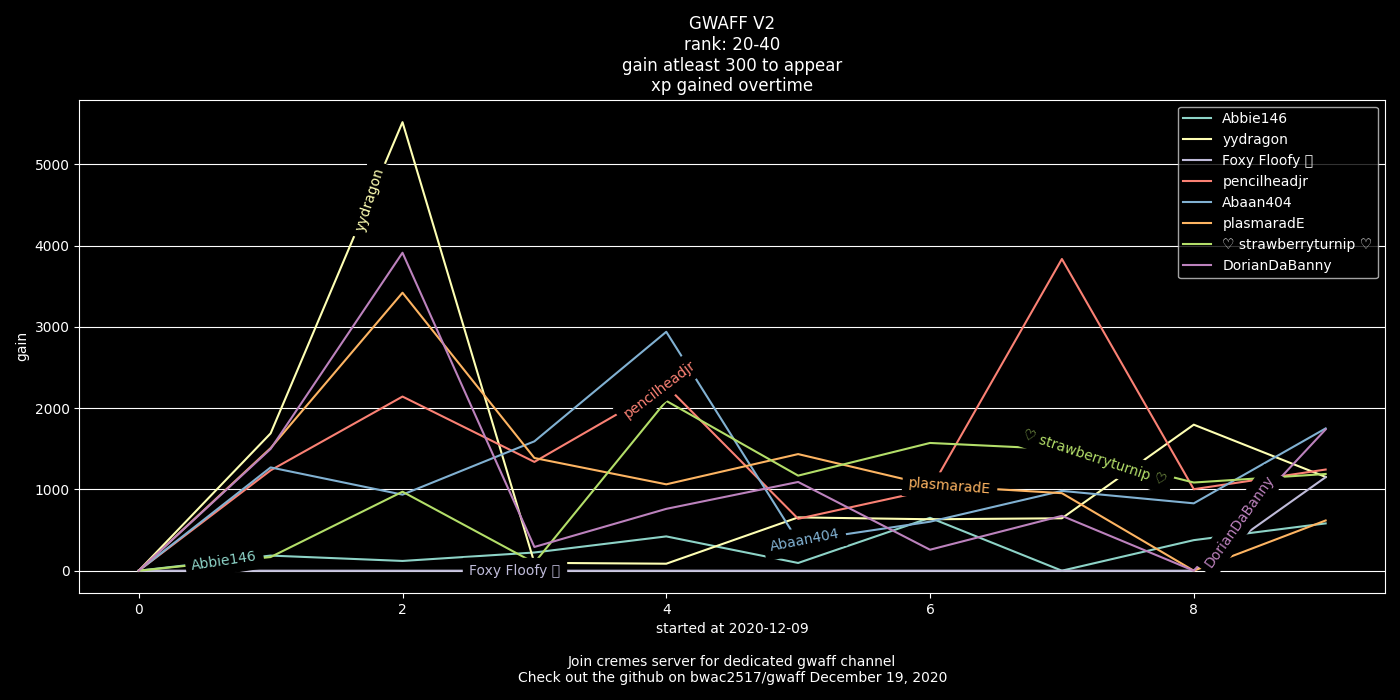 GWAFF V2
rank: 20-40
gain atleast 300 to appear
xp gained overtime
Abbie146
yydragon
Foxy Floofy
pencilheadjr
Abaan404
plasmaradE
♡ strawberryturnip ♡
DorianDaBanny
gain
5000
4000
3000
2000
1000
0
yydragon
pencilheadjr
♡ strawberryturnip ♡
plasmaradE
DorianDaBanny
Abaan404
Abbie146
Foxy Floofy
0 2 4 6 8
started at 2020-12-09
Join cremes server for dedicated gwaff channel
Check out the github on bwac2517/gwaff December 19, 2020